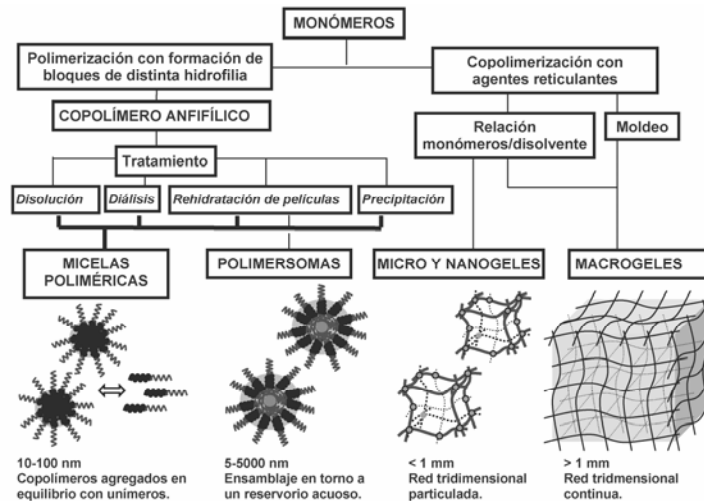 MONÓMEROS
Polimerización con formación de
bloques de distinta hidrofilia
Copolimerización con
agentes reticulantes
COPOLÍMERO ANFIFÍLICO
Relación
monómeros/disolvente
Moldeo
Tratamiento
Disolución
Diálisis
Rehidratación de películas
Precipitación
MICELAS
POLIMÉRICAS
POLIMERSOMAS
MICRO Y NANOGELES
MACROGELES
10-100 nm
Copolímeros agregados en
equilibrio con unímeros.
5-5000 nm
Ensamblaje en torno a
un reservorio acuoso.
< 1 mm
Red tridimensional
particulada.
> 1 mm
Red tridmensional
continua.